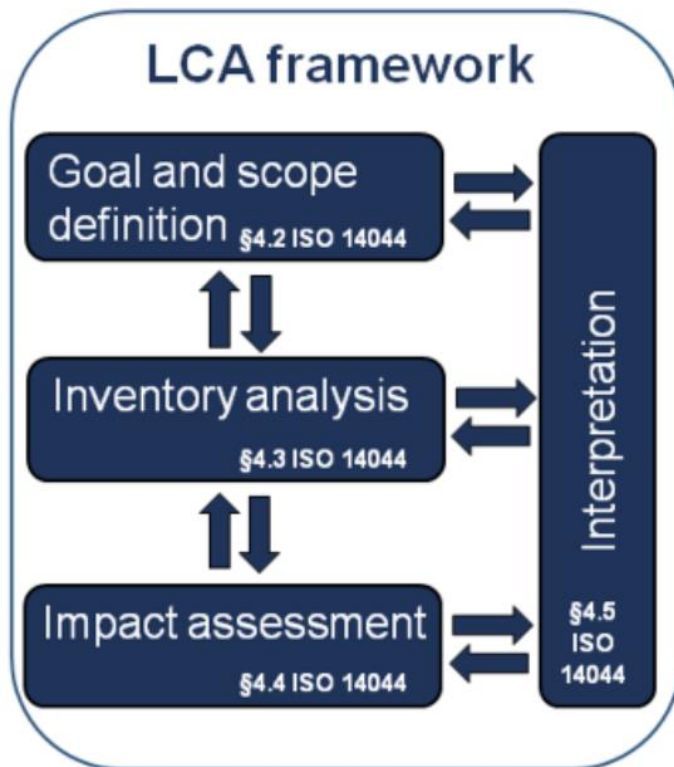 LCA framework
Goal and scope
definition §4.2 ISO 14044
Inventory analysis
§4.3 ISO 14044
Impact assessment
§4.4 ISO 14044
Interpretation
§4.5
ISO
14044